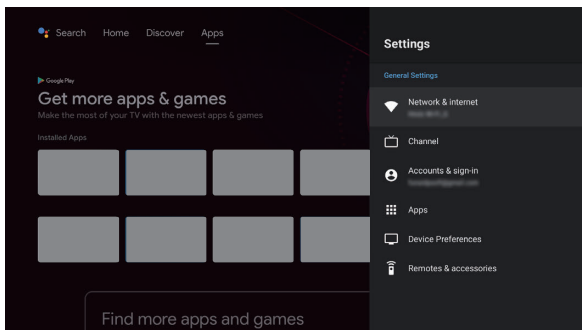 Search Home Discover Apps
Google Play
Get more apps & games
Make the most of your TV with the newest apps & games
Installed Apps
Find more apps and games
Settings
General Settings
Network & internet
Channel
Accounts & sign-in
Apps
Device Preferences
Remotes & accessories